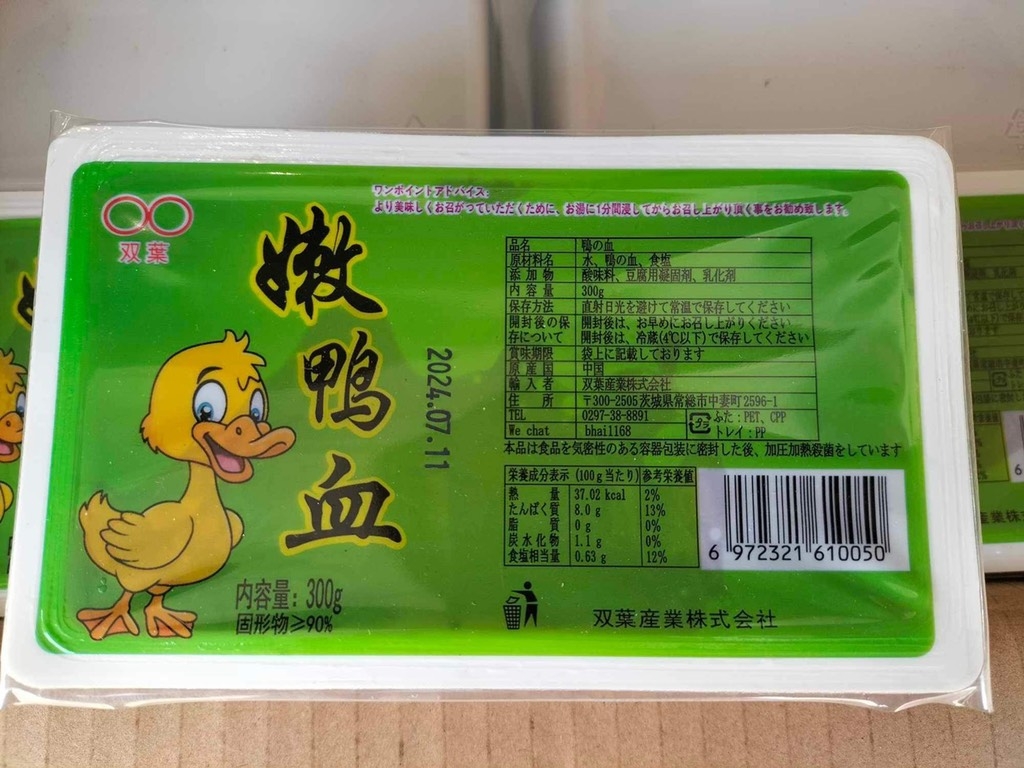 双葉
嫩鴨血
ワンポイントアドバイス:
より美味しくお召がっていただくために、お湯に1分間浸してからお召し上がり頂く事をお勧め致します。
2024.07.11
品名 鴨の血
原材料名 水、鴨の血、食塩
添加物 酸味料、豆腐用凝固剤、乳化剤
内容量 300g
保存方法 直射日光を避けて常温で保存してください
開封後の保存について 開封後は、お早めにお召し上がりください
開封後は、冷蔵(4℃以下)で保存してください
賞味期限 袋上に記載しております
原産国 中国
輸入者 双葉産業株式会社
住所 〒300-2505茨城県常総市中妻町2596-1
TEL 0297-38-8891
We chat bhai1168
プラ ふた:PET、CPP
トレイ:PP
本品は食品を気密性のある容器包装に密封した後、加圧加熱殺菌をしています
栄養成分表示 (100g当たり) 参考栄養値
熱量 37.02 kcal 2%
たんぱく質 8.0 g 13%
脂質 0 g 0%
炭水化物 1.1 g 0%
食塩相当量 0.63 g 12%
6 972321 610050
内容量: 300g
固形物≥90%
双葉産業株式会社